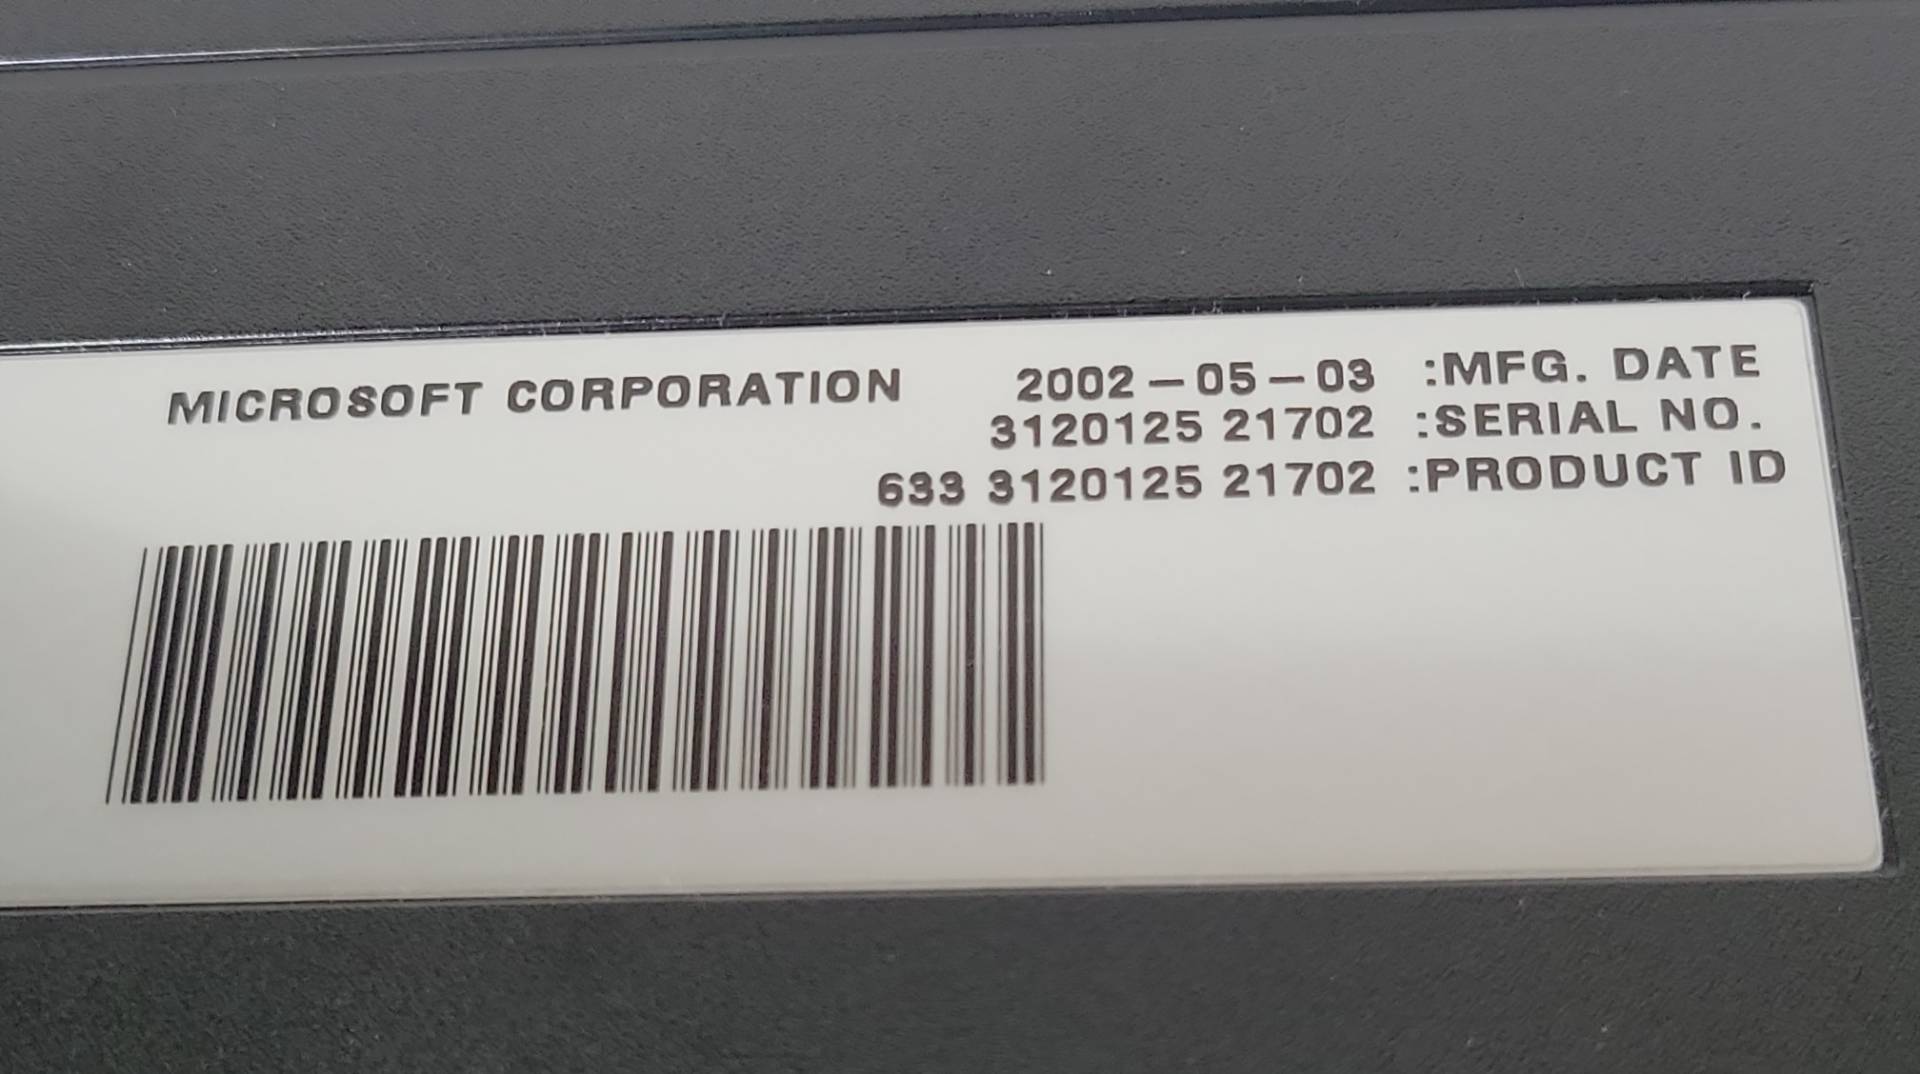 MICROSOFT CORPORATION 2002-05-03 :MFG. DATE
3120125 21702 :SERIAL NO.
633 3120125 21702 :PRODUCT ID